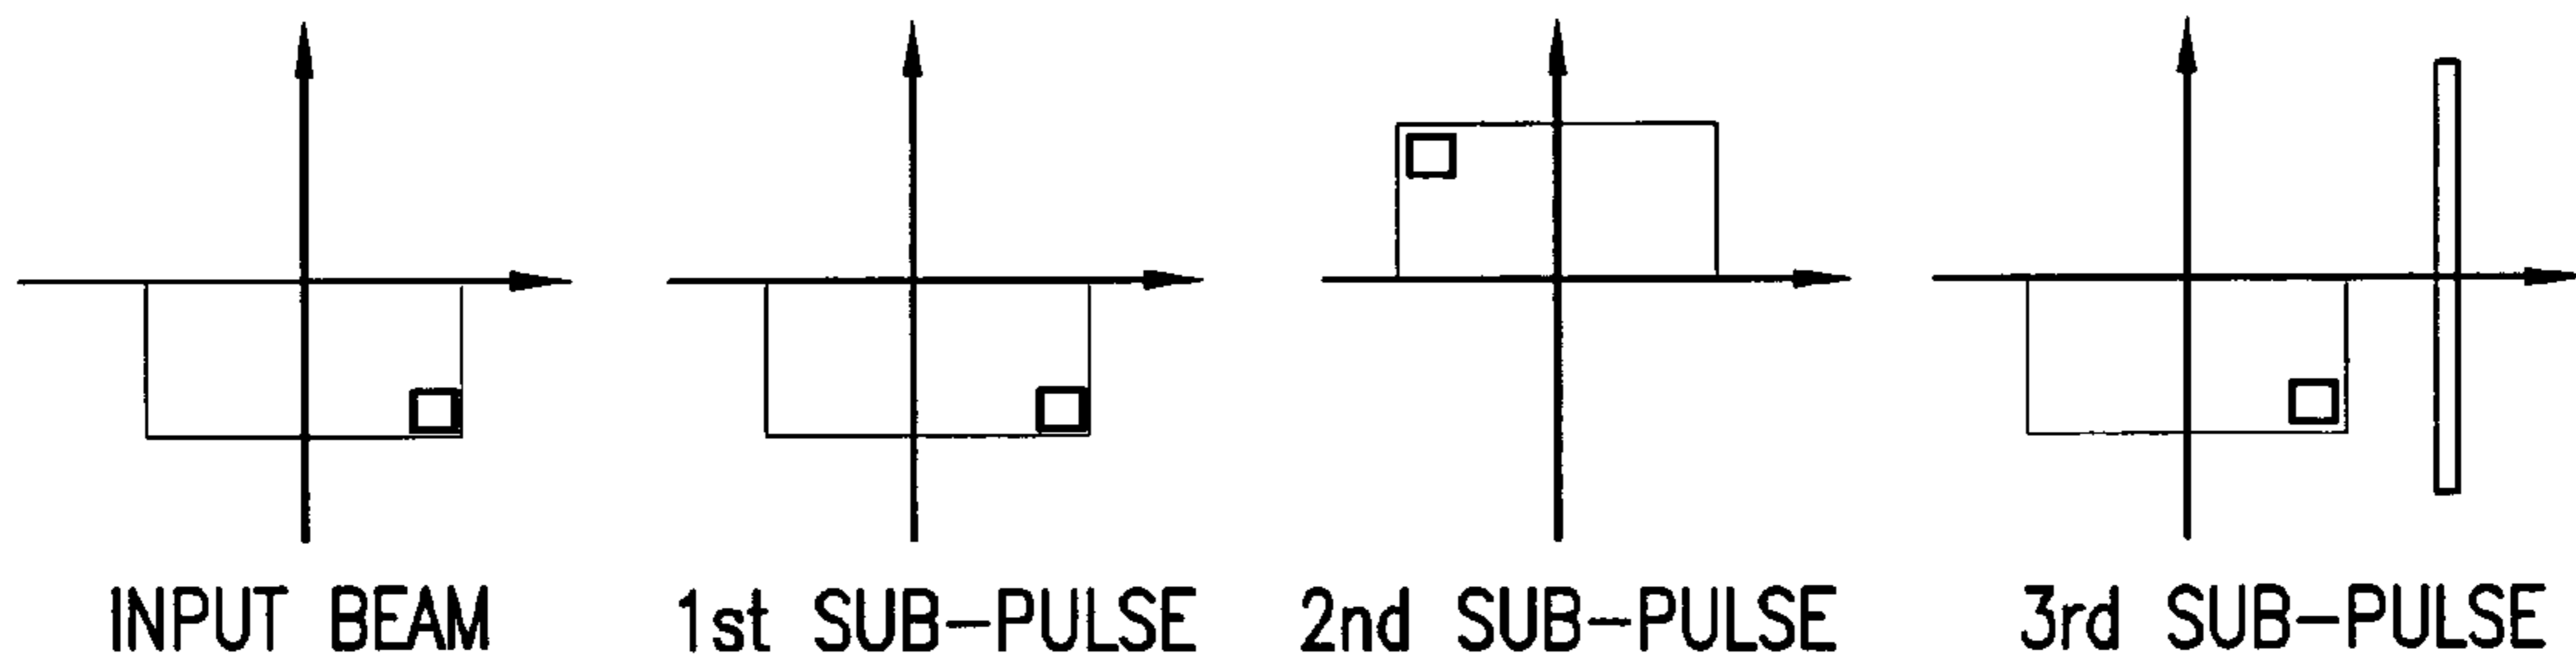 INPUT BEAM
1st SUB-PULSE
2nd SUB-PULSE
3rd SUB-PULSE